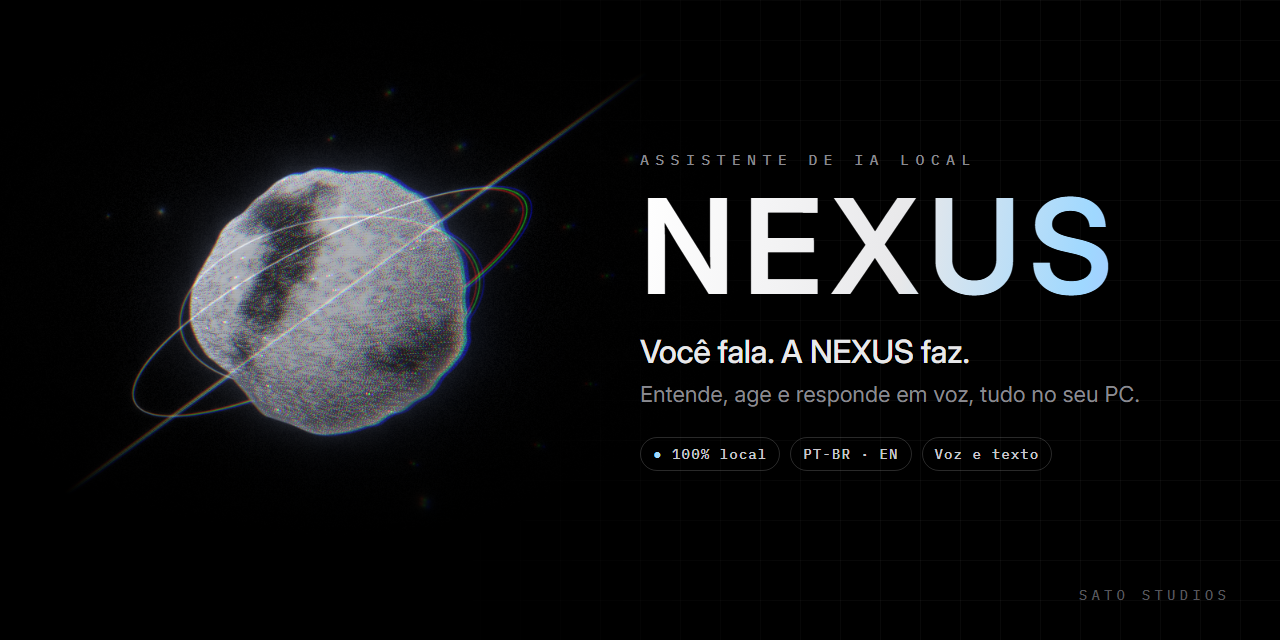 ASSISTENTE DE IA LOCAL
NEXUS
Você fala. A NEXUS faz.
Entende, age e responde em voz, tudo no seu PC.
100% local PT-BR · EN Voz e texto
SATO STUDIOS